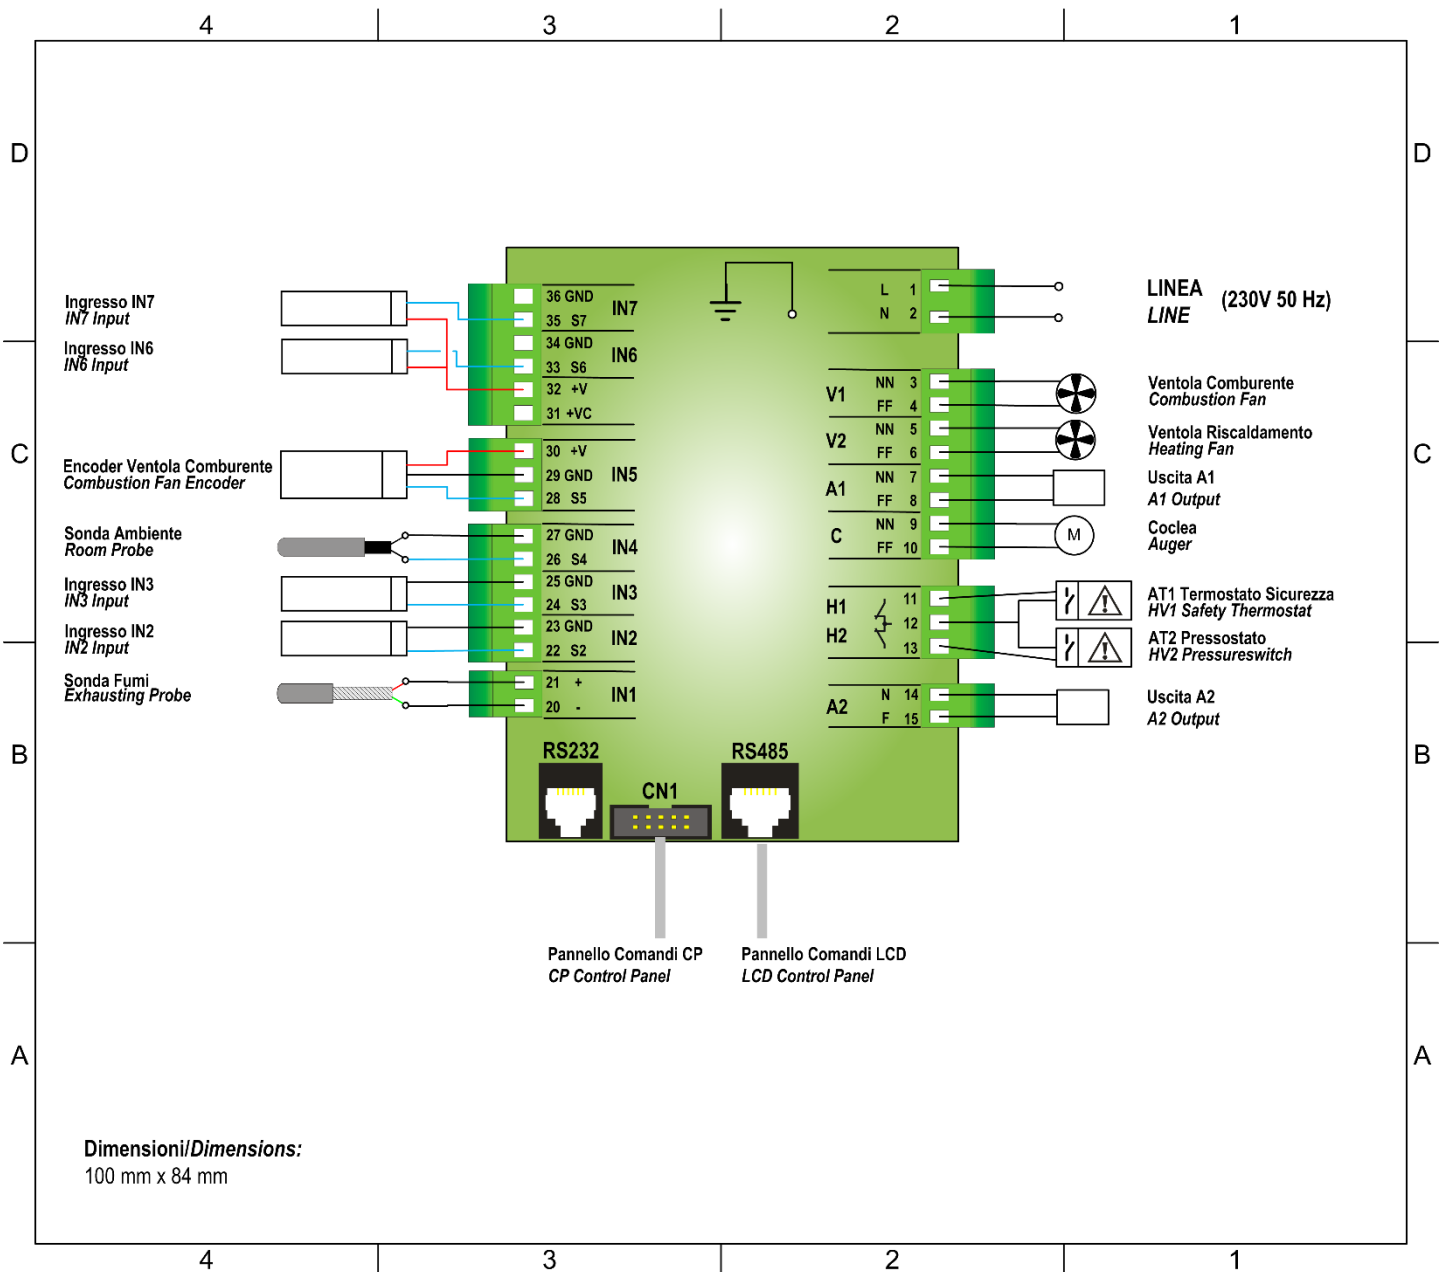 4 3 2 1
D D
Ingresso IN7
IN7 Input
Ingresso IN6
IN6 Input
C C
Encoder Ventola Comburente
Combustion Fan Encoder
Sonda Ambiente
Room Probe
Ingresso IN3
IN3 Input
Ingresso IN2
IN2 Input
Sonda Fumi
Exhausting Probe
36 GND
35 S7
IN7
34 GND
33 S6
IN6
32 +V
31 +VC
30 +V
29 GND
28 S5
IN5
27 GND
26 S4
IN4
25 GND
24 S3
IN3
23 GND
22 S2
IN2
21 +
20 -
IN1
L 1
N 2
V1
NN 3
FF 4
V2
NN 5
FF 6
A1
NN 7
FF 8
C
NN 9
FF 10
H1
H2
11
12
13
A2
N 14
F 15
LINEA (230V 50 Hz)
LINE
Ventola Comburente
Combustion Fan
Ventola Riscaldamento
Heating Fan
Uscita A1
A1 Output
M
Coclea
Auger
AT1 Termostato Sicurezza
HV1 Safety Thermostat
AT2 Pressostato
HV2 Pressureswitch
Uscita A2
A2 Output
B B
RS232
CN1
RS485
Pannello Comandi CP
CP Control Panel
Pannello Comandi LCD
LCD Control Panel
A A
Dimensioni/Dimensions:
100 mm x 84 mm
4 3 2 1